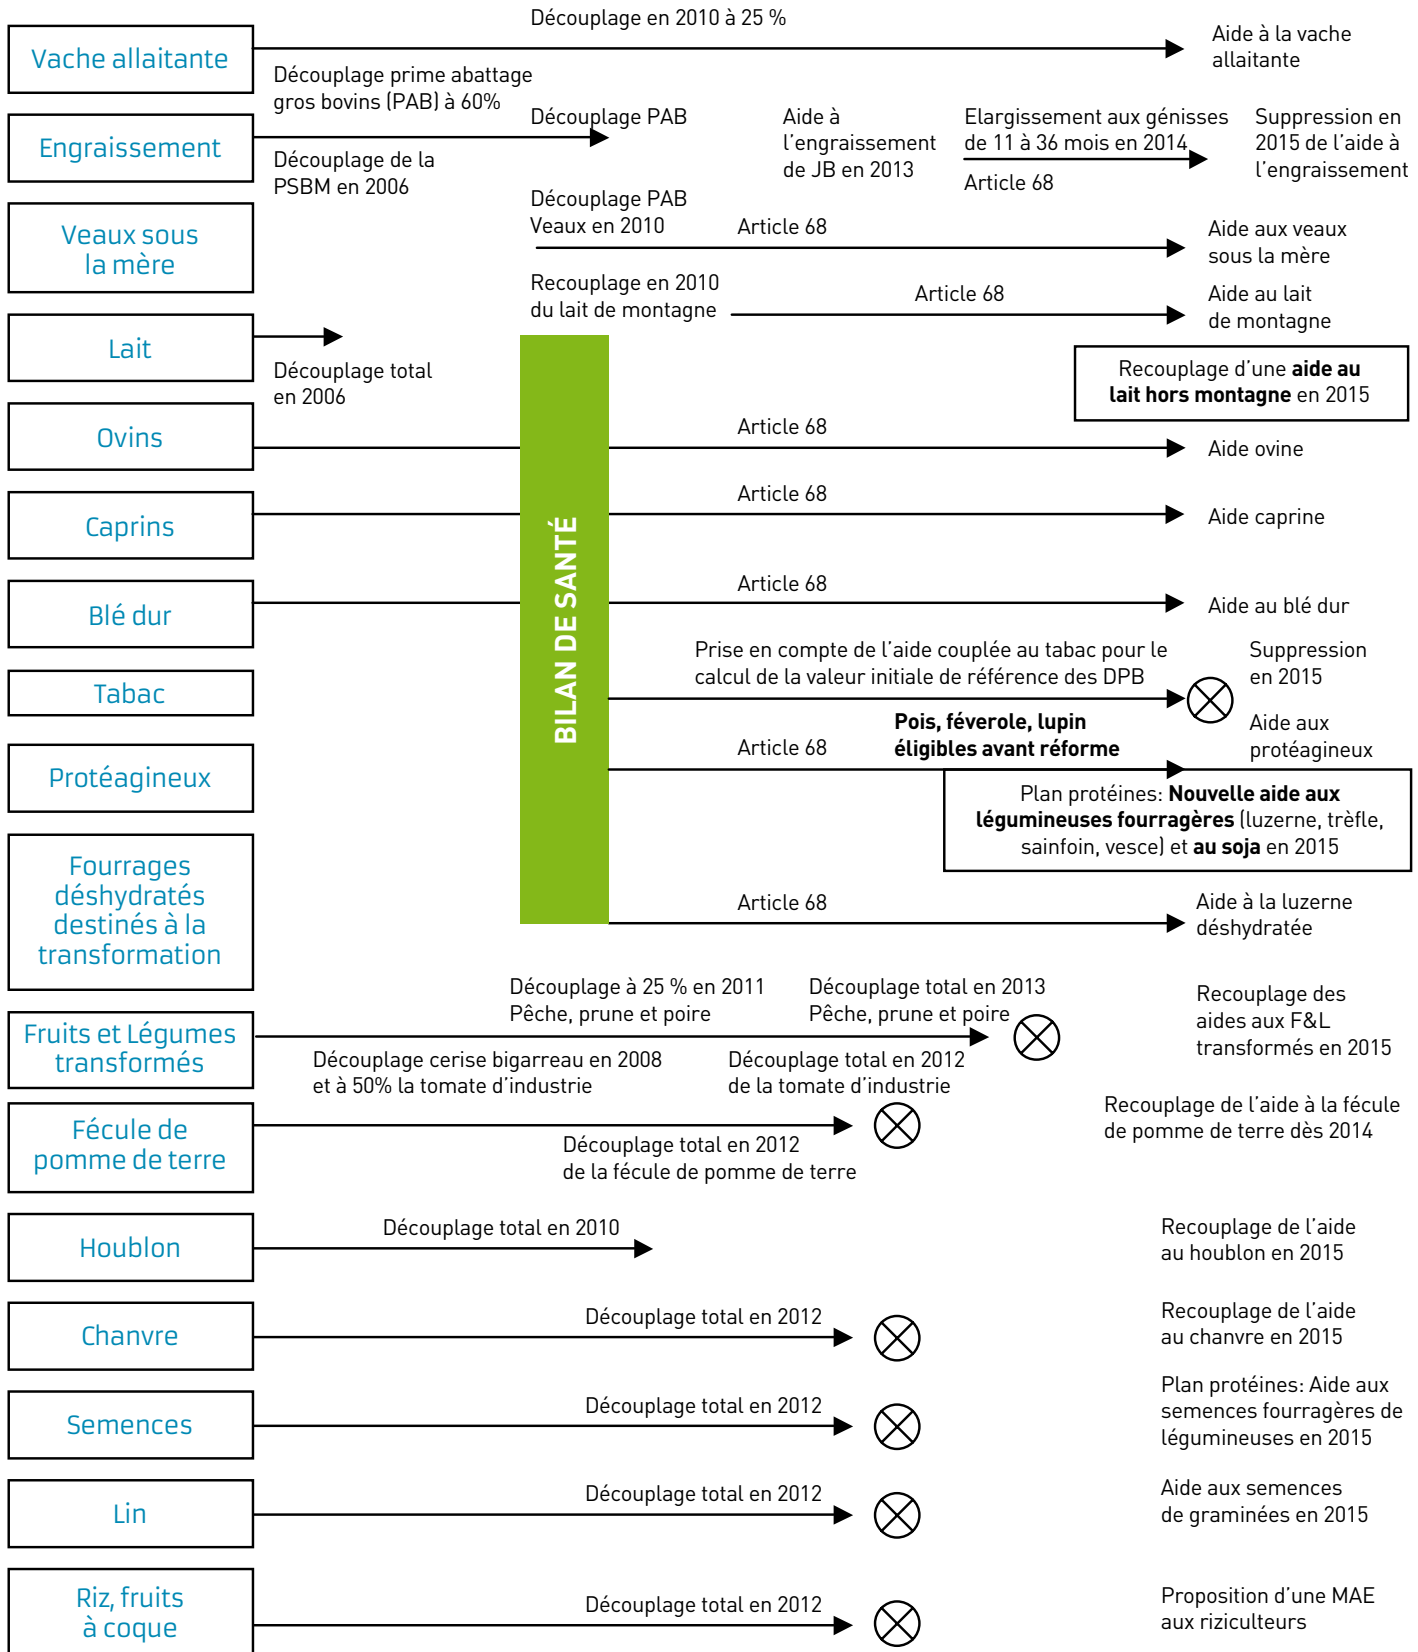 Découplage en 2010 à 25 %
Vache allaitante
Aide à la vache
allaitante
Découplage prime abattage
gros bovins (PAB) à 60%
Engraissement
Découplage PAB
Découplage de la
PSBM en 2006
Aide à
l’engraissement
de JB en 2013
Elargissement aux génisses
de 11 à 36 mois en 2014
Article 68
Suppression en
2015 de l’aide à
l’engraissement
Veaux sous
la mère
Découplage PAB
Veaux en 2010
Article 68
Aide aux veaux
sous la mère
Recouplage en 2010
du lait de montagne
Article 68
Aide au lait
de montagne
Lait
Découplage total
en 2006
Recouplage d’une aide au
lait hors montagne en 2015
BILAN DE SANTÉ
Ovins
Article 68
Aide ovine
Caprins
Article 68
Aide caprine
Blé dur
Article 68
Aide au blé dur
Tabac
Prise en compte de l’aide couplée au tabac pour le
calcul de la valeur initiale de référence des DPB
Suppression
en 2015
Protéagineux
Article 68
Pois, féverole, lupin
éligibles avant réforme
Aide aux
protéagineux
Plan protéines: Nouvelle aide aux
légumineuses fourragères (luzerne, trèfle,
sainfoin, vesce) et au soja en 2015
Fourrages
déshydratés
destinés à la
transformation
Article 68
Aide à la luzerne
déshydratée
Fruits et Légumes
transformés
Découplage à 25 % en 2011
Pêche, prune et poire
Découplage total en 2013
Pêche, prune et poire
Découplage cerise bigarreau en 2008
et à 50% la tomate d’industrie
Découplage total en 2012
de la tomate d’industrie
Recouplage des
aides aux F&L
transformés en 2015
Fécule de
pomme de terre
Découplage total en 2012
de la fécule de pomme de terre
Recouplage de l’aide à la fécule
de pomme de terre dès 2014
Houblon
Découplage total en 2010
Recouplage de l’aide
au houblon en 2015
Chanvre
Découplage total en 2012
Recouplage de l’aide
au chanvre en 2015
Semences
Découplage total en 2012
Plan protéines: Aide aux
semences fourragères de
légumineuses en 2015
Lin
Découplage total en 2012
Aide aux semences
de graminées en 2015
Riz, fruits
à coque
Découplage total en 2012
Proposition d’une MAE
aux riziculteurs